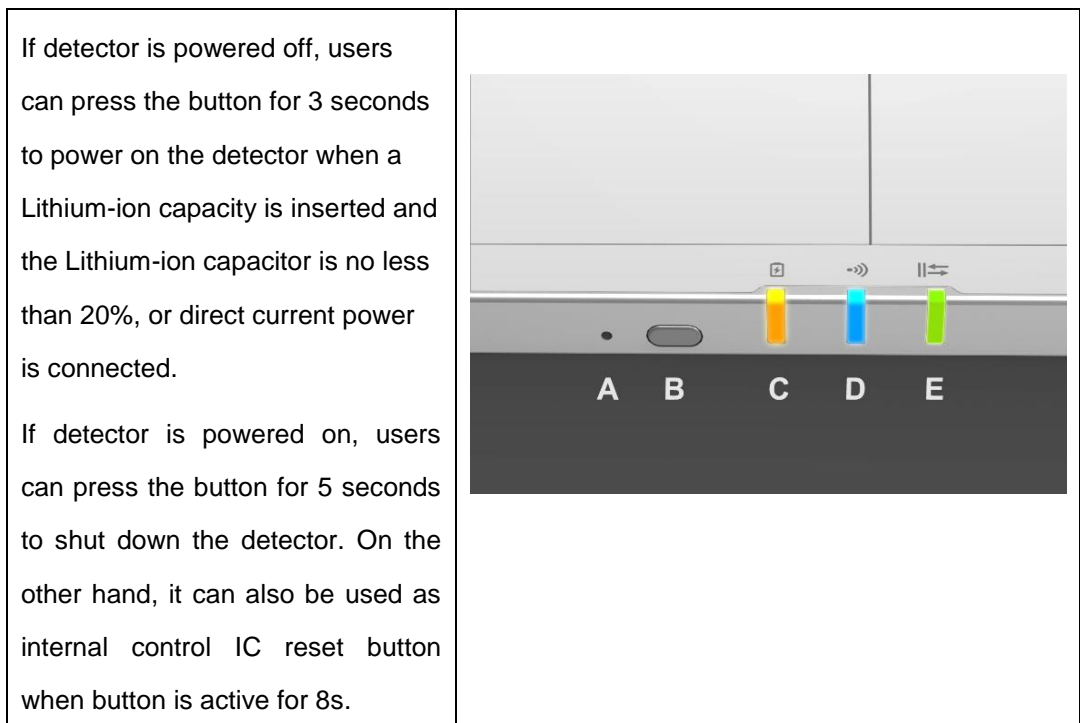 If detector is powered off, users
can press the button for 3 seconds
to power on the detector when a
Lithium-ion capacity is inserted and
the Lithium-ion capacitor is no less
than 20%, or direct current power
is connected.
If detector is powered on, users
can press the button for 5 seconds
to shut down the detector. On the
other hand, it can also be used as
internal control IC reset button
when button is active for 8s.
A B C D E